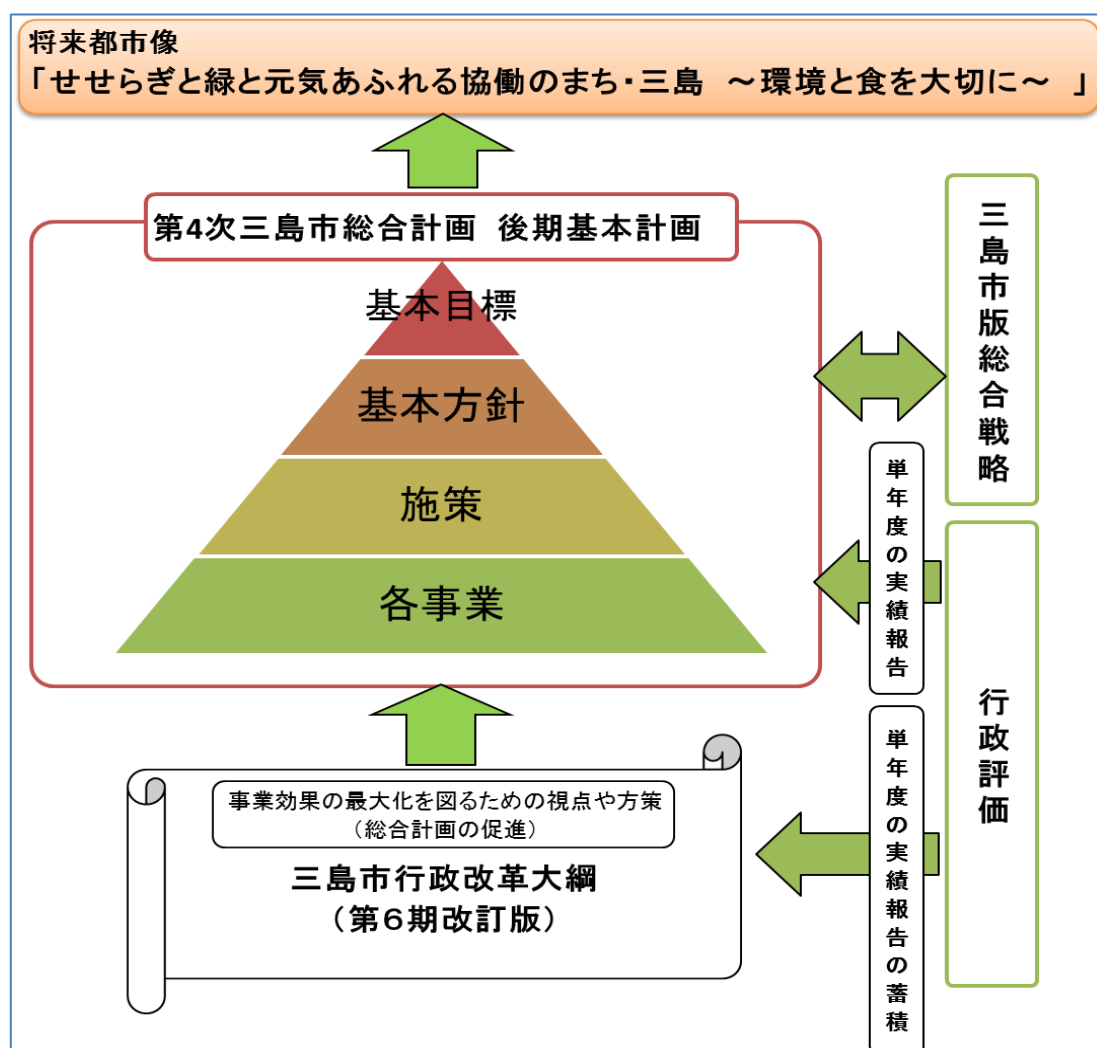 将来都市像
「せせらぎと緑と元気あふれる協働のまち・三島　～環境と食を大切に～　」
第4次三島市総合計画　後期基本計画
基本目標
基本方針
施策
各事業
三島市版総合戦略
単年度の実績報告
行政評価
単年度の実績報告の蓄積
事業効果の最大化を図るための視点や方策
（総合計画の促進）
三島市行政改革大綱
（第６期改訂版）